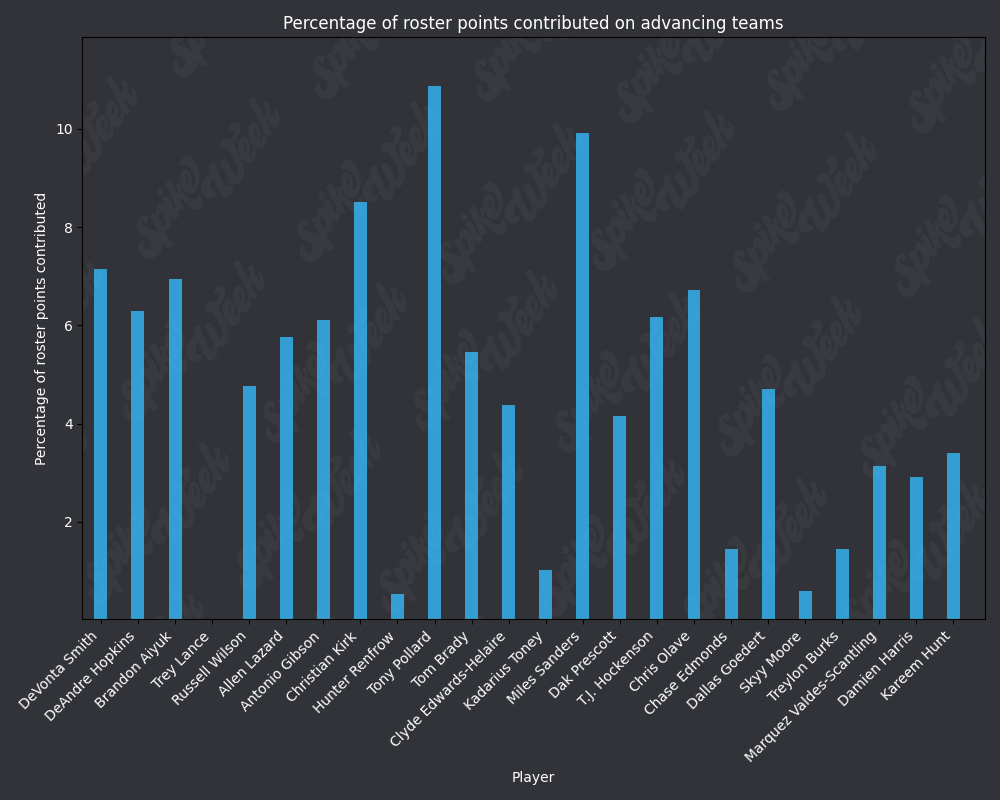 Percentage of roster points contributed on advancing teams
Percentage of roster points contributed
10
8
6
4
2
DeVonta Smith
DeAndre Hopkins
Brandon Aiyuk
Trey Lance
Russell Wilson
Allen Lazard
Antonio Gibson
Christian Kirk
Hunter Renfrow
Tony Pollard
Tom Brady
Clyde Edwards-Helaire
Kadarius Toney
Miles Sanders
Dak Prescott
T.J. Hockenson
Chris Olave
Chase Edmonds
Dallas Goedert
Skyy Moore
Treylon Burks
Marquez Valdes-Scantling
Damien Harris
Kareem Hunt
Player
Spike Week